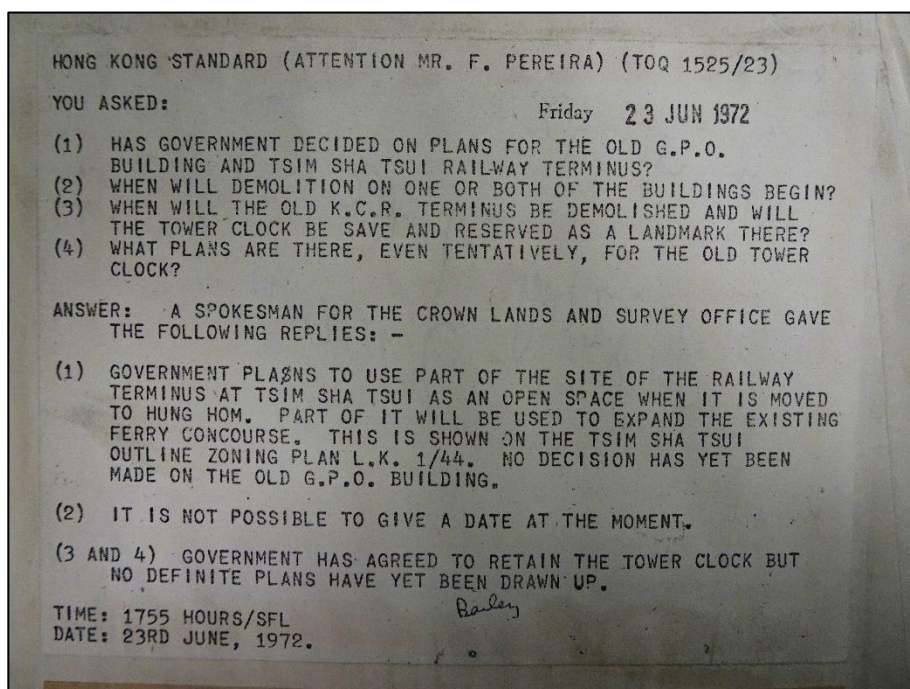 HONG KONG STANDARD (ATTENTION MR. F. PEREIRA) (TOQ 1525/23)
YOU ASKED:
Friday 23 JUN 1972
(1) HAS GOVERNMENT DECIDED ON PLANS FOR THE OLD G.P.O.
BUILDING AND TSIM SHA TSUI RAILWAY TERMINUS?
(2) WHEN WILL DEMOLITION ON ONE OR BOTH OF THE BUILDINGS BEGIN?
(3) WHEN WILL THE OLD K.C.R. TERMINUS BE DEMOLISHED AND WILL
THE TOWER CLOCK BE SAVE AND RESERVED AS A LANDMARK THERE?
(4) WHAT PLANS ARE THERE, EVEN TENTATIVELY, FOR THE OLD TOWER
CLOCK?
ANSWER: A SPOKESMAN FOR THE CROWN LANDS AND SURVEY OFFICE GAVE
THE FOLLOWING REPLIES: -
(1) GOVERNMENT PLASNS TO USE PART OF THE SITE OF THE RAILWAY
TERMINUS AT TSIM SHA TSUI AS AN OPEN SPACE WHEN IT IS MOVED
TO HUNG HOM. PART OF IT WILL BE USED TO EXPAND THE EXISTING
FERRY CONCOURSE. THIS IS SHOWN ON THE TSIM SHA TSUI
OUTLINE ZONING PLAN L.K. 1/44. NO DECISION HAS YET BEEN
MADE ON THE OLD G.P.O. BUILDING.
(2) IT IS NOT POSSIBLE TO GIVE A DATE AT THE MOMENT.
(3 AND 4) GOVERNMENT HAS AGREED TO RETAIN THE TOWER CLOCK BUT
NO DEFINITE PLANS HAVE YET BEEN DRAWN UP.
TIME: 1755 HOURS/SFL
DATE: 23RD JUNE, 1972.